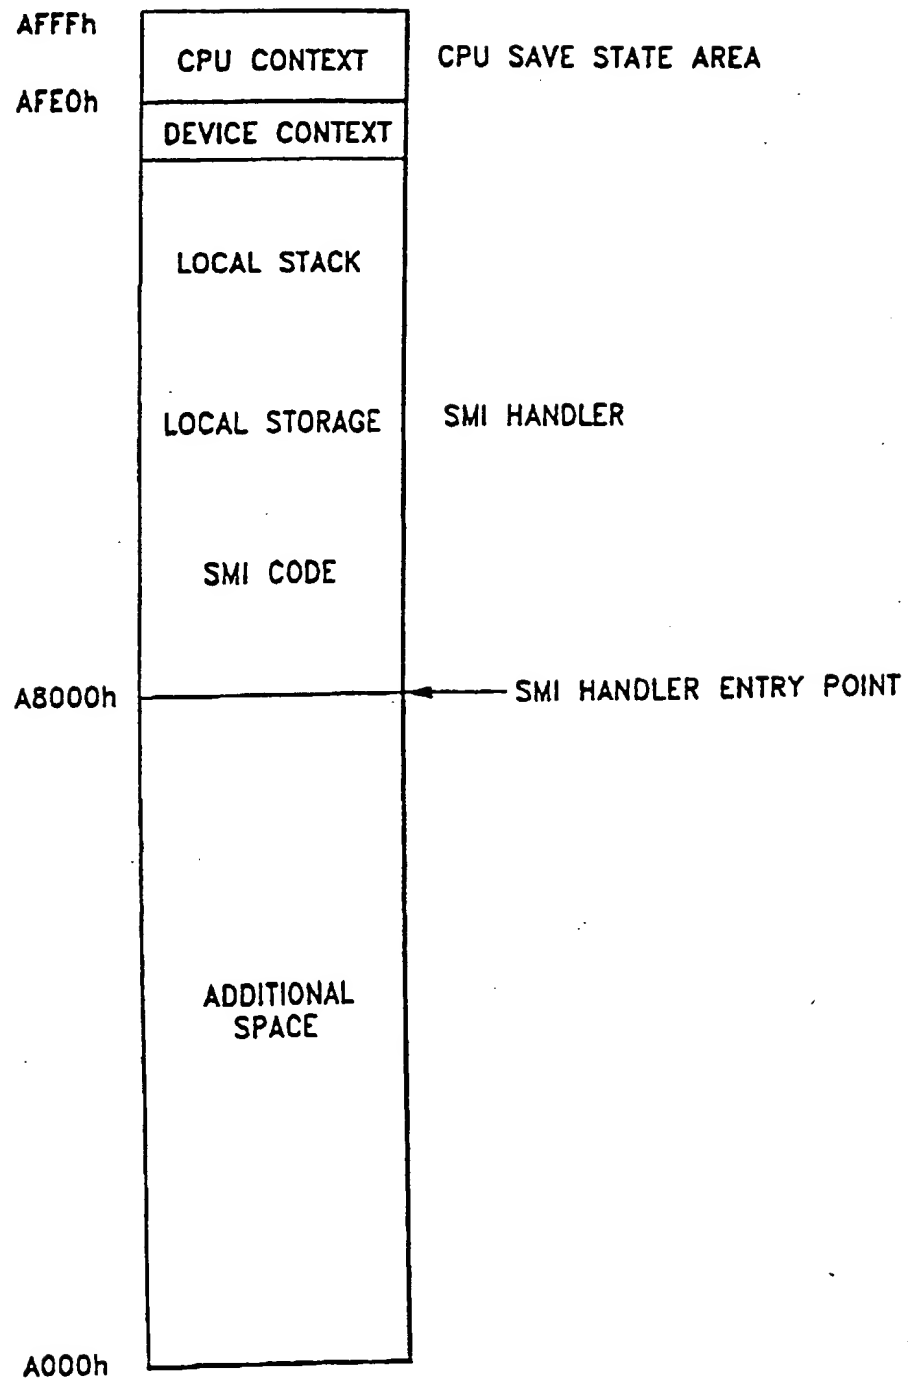 AFFFh
CPU CONTEXT
CPU SAVE STATE AREA
AFE0h
DEVICE CONTEXT
LOCAL STACK
LOCAL STORAGE
SMI HANDLER
SMI CODE
A8000h
SMI HANDLER ENTRY POINT
ADDITIONAL
SPACE
A000h